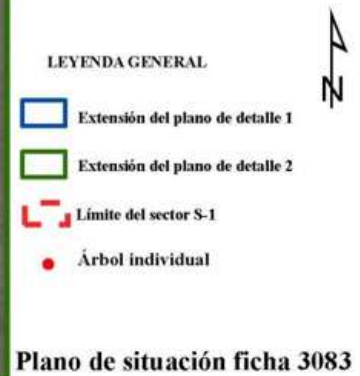 N
LEYENDA GENERAL
Extensión del plano de detalle 1
Extensión del plano de detalle 2
Límite del sector S-1
Árbol individual
Plano de situación ficha 3083